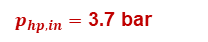 p_hp,in = 3.7 bar